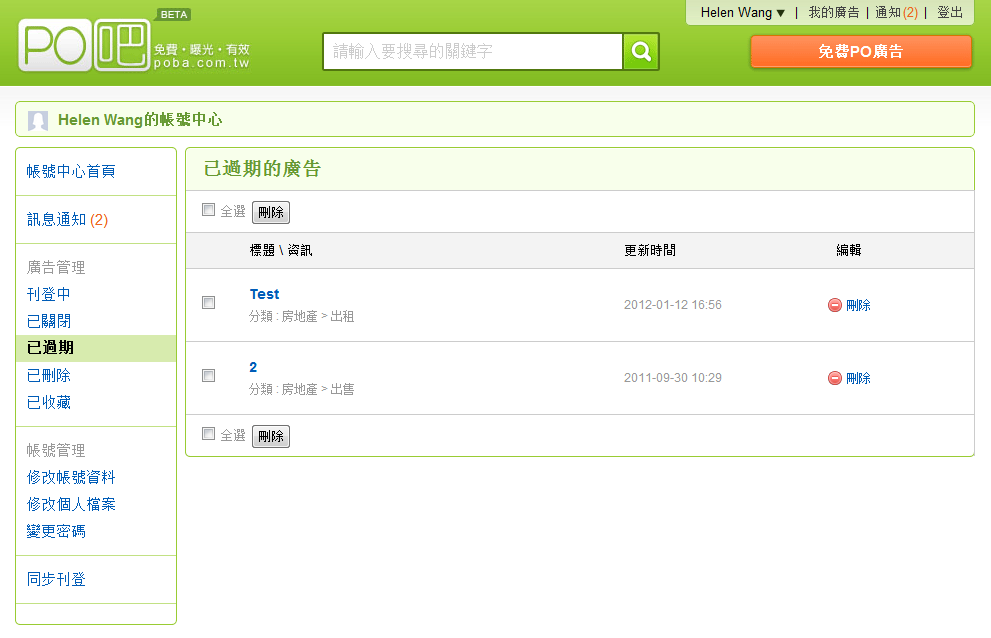 PO吧 BETA
免費・曝光・有效
poba.com.tw
請輸入要搜尋的關鍵字
Helen Wang ▼ | 我的廣告 | 通知(2) | 登出
免費PO廣告
Helen Wang的帳號中心
帳號中心首頁
訊息通知 (2)
廣告管理
刊登中
已關閉
已過期
已刪除
已收藏
帳號管理
修改帳號資料
修改個人檔案
變更密碼
同步刊登
已過期的廣告
全選 刪除
標題 \ 資訊 更新時間 編輯
Test
分類 : 房地產 > 出租
2012-01-12 16:56
刪除
2
分類 : 房地產 > 出售
2011-09-30 10:29
刪除
全選 刪除